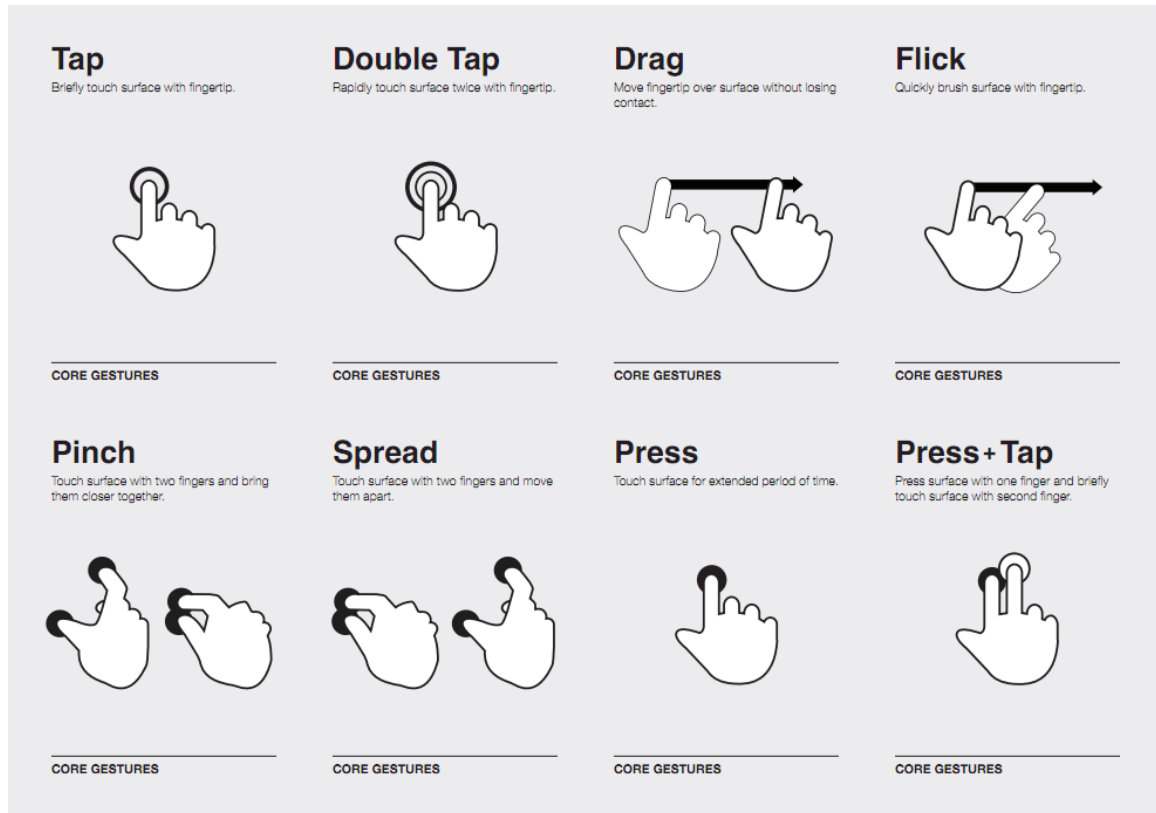 Tap
Briefly touch surface with fingertip.
Double Tap
Rapidly touch surface twice with fingertip.
Drag
Move fingertip over surface without losing
contact.
Flick
Quickly brush surface with fingertip.
CORE GESTURES
CORE GESTURES
CORE GESTURES
CORE GESTURES
Pinch
Touch surface with two fingers and bring
them closer together.
Spread
Touch surface with two fingers and move
them apart.
Press
Touch surface for extended period of time.
Press + Tap
Press surface with one finger and briefly
touch surface with second finger.
CORE GESTURES
CORE GESTURES
CORE GESTURES
CORE GESTURES